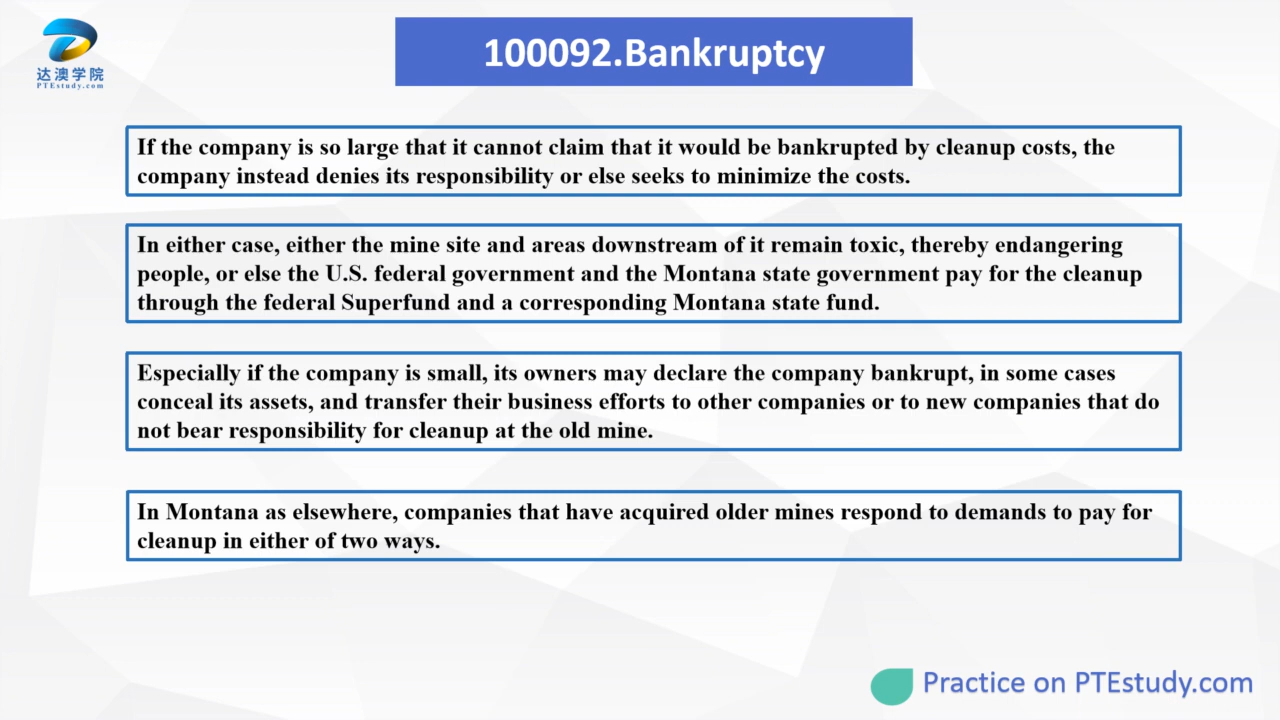 达澳学院
PTEstudy.com
100092.Bankruptcy
If the company is so large that it cannot claim that it would be bankrupted by cleanup costs, the
company instead denies its responsibility or else seeks to minimize the costs.
In either case, either the mine site and areas downstream of it remain toxic, thereby endangering
people, or else the U.S. federal government and the Montana state government pay for the cleanup
through the federal Superfund and a corresponding Montana state fund.
Especially if the company is small, its owners may declare the company bankrupt, in some cases
conceal its assets, and transfer their business efforts to other companies or to new companies that do
not bear responsibility for cleanup at the old mine.
In Montana as elsewhere, companies that have acquired older mines respond to demands to pay for
cleanup in either of two ways.
Practice on PTEstudy.com